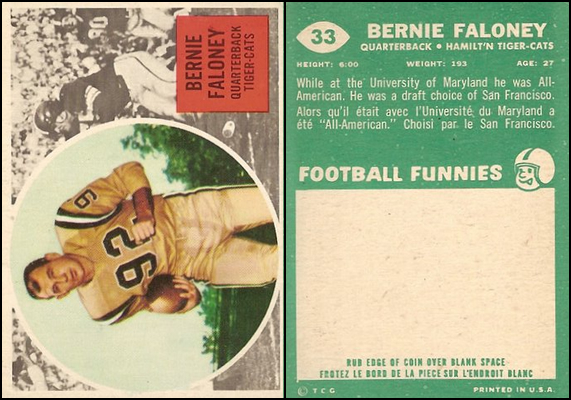 BERNIE
FALONEY
QUARTERBACK
TIGER-CATS
92
33
BERNIE FALONEY
QUARTERBACK • HAMILT'N TIGER-CATS
HEIGHT: 6:00 WEIGHT: 193 AGE: 27
While at the University of Maryland he was All-
American. He was a draft choice of San Francisco.
Alors qu'il était avec l'Université du Maryland a
été "All-American." Choisi par le San Francisco.
FOOTBALL FUNNIES
RUB EDGE OF COIN OVER BLANK SPACE
FROTEZ LE BORD DE LA PIECE SUR L'ENDROIT BLANC
© T C G PRINTED IN U.S.A.